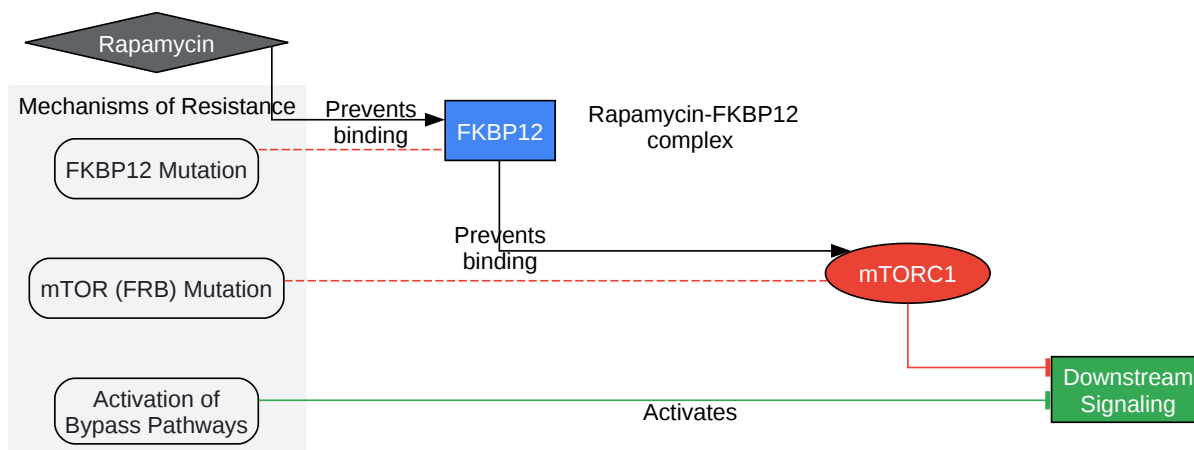 Rapamycin
Mechanisms of Resistance
Prevents
binding
FKBP12
Rapamycin-FKBP12
complex
FKBP12 Mutation
Prevents
binding
mTOR (FRB) Mutation
mTORC1
Activation of
Bypass Pathways
Activates
Downstream
Signaling